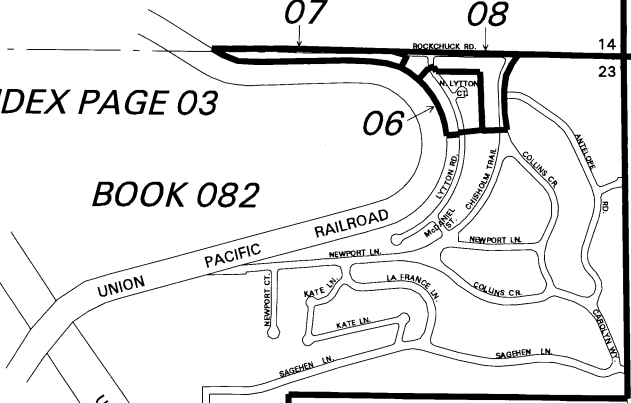 07
08
ROCKCHUCK RD.
14
23
NDEX PAGE 03
N. LYTTON
CT.
06
ANTELOPE
RD.
COLLINS CR.
CHISHOLM TRAIL
LYTTON RD.
BOOK 082
McDANIEL
ST.
UNION PACIFIC RAILROAD
NEWPORT LN.
NEWPORT LN.
NEWPORT CT.
KATE LN.
LA FRANCE LN.
COLLINS CR.
CAROLYN WY.
KATE LN.
SAGEHEN LN.
SAGEHEN LN.